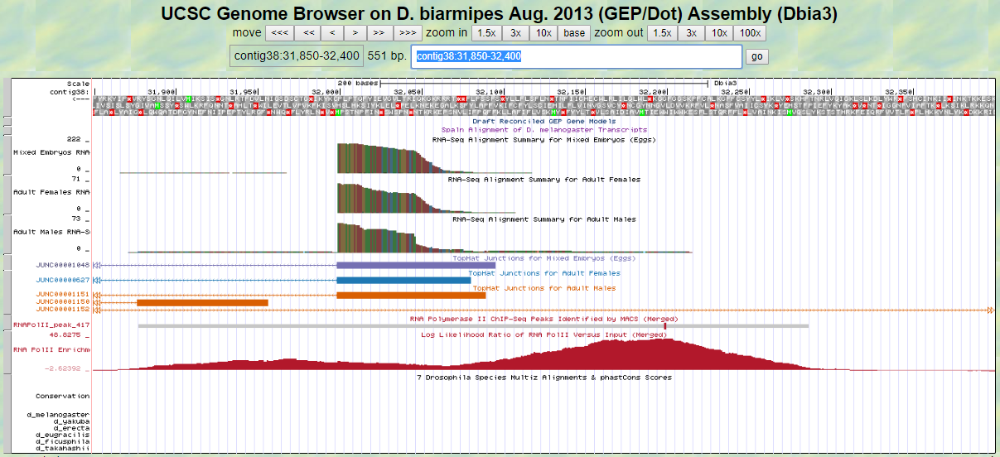 UCSC Genome Browser on D. biarmipes Aug. 2013 (GEP/Dot) Assembly (Dbia3)
move <<< << < > >> >>> zoom in 1.5x 3x 10x base zoom out 1.5x 3x 10x 100x
contig38:31,850-32,400 551 bp. contig38:31,850-32,400 go
Scale 200 bases Dbia3
contig38: 31,900 31,950 32,000 32,050 32,100 32,150 32,200 32,250 32,300 32,350
<---
Draft Reconciled GEP Gene Models
Spaln Alignment of D. melanogaster Transcripts
RNA-Seq Alignment Summary for Mixed Embryos (Eggs)
222 _
Mixed Embryos RNA
0 _
RNA-Seq Alignment Summary for Adult Females
71 _
Adult Females RNA
0 _
RNA-Seq Alignment Summary for Adult Males
73 _
Adult Males RNA-S
0 _
TopHat Junctions for Mixed Embryos (Eggs)
JUNC00001048
TopHat Junctions for Adult Females
JUNC00000627
TopHat Junctions for Adult Males
JUNC00001151
JUNC00001150
JUNC00001152
RNA Polymerase II ChIP-Seq Peaks Identified by MACS (Merged)
RNAPolII_peak_417
Log Likelihood Ratio of RNA PolII Versus Input (Merged)
48.8275 _
RNA PolII Enrichm
-2.62392 _
7 Drosophila Species Multiz Alignments & phastCons Scores
Conservation
d_melanogaster
d_yakuba
d_erecta
d_eugracilis
d_ficusphila
d_takahashii